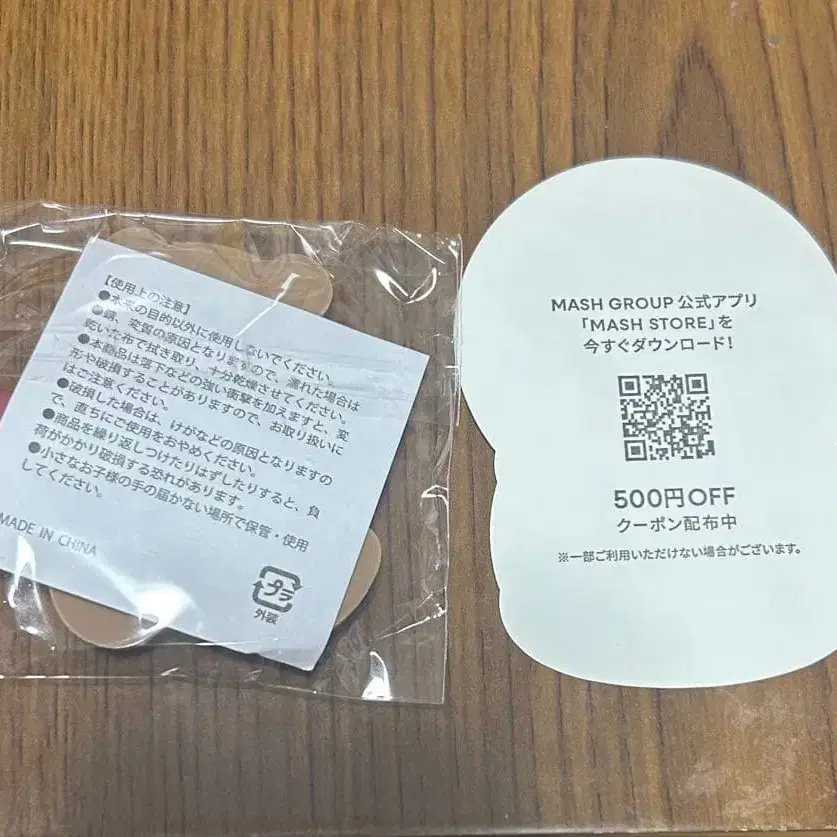 【使用上の注意】
●本来の目的以外に使用しないでください。
●錆、変質の原因となりますので、濡れた場合は
乾いた布で拭き取り、十分乾燥させてください。
●本商品は落下などの強い衝撃を加えますと、変
形や破損することがありますので、お取り扱いに
はご注意ください。
●破損した場合は、けがなどの原因となりますの
で、直ちにご使用をおやめください。
●商品を繰り返しつけたりはずしたりすると、負
荷がかかり破損する恐れがあります。
●小さなお子様の手の届かない場所で保管・使用
してください。
MADE IN CHINA
プラ
外装
MASH GROUP 公式アプリ
「MASH STORE」を
今すぐダウンロード!
500円OFF
クーポン配布中
※一部ご利用いただけない場合がございます。